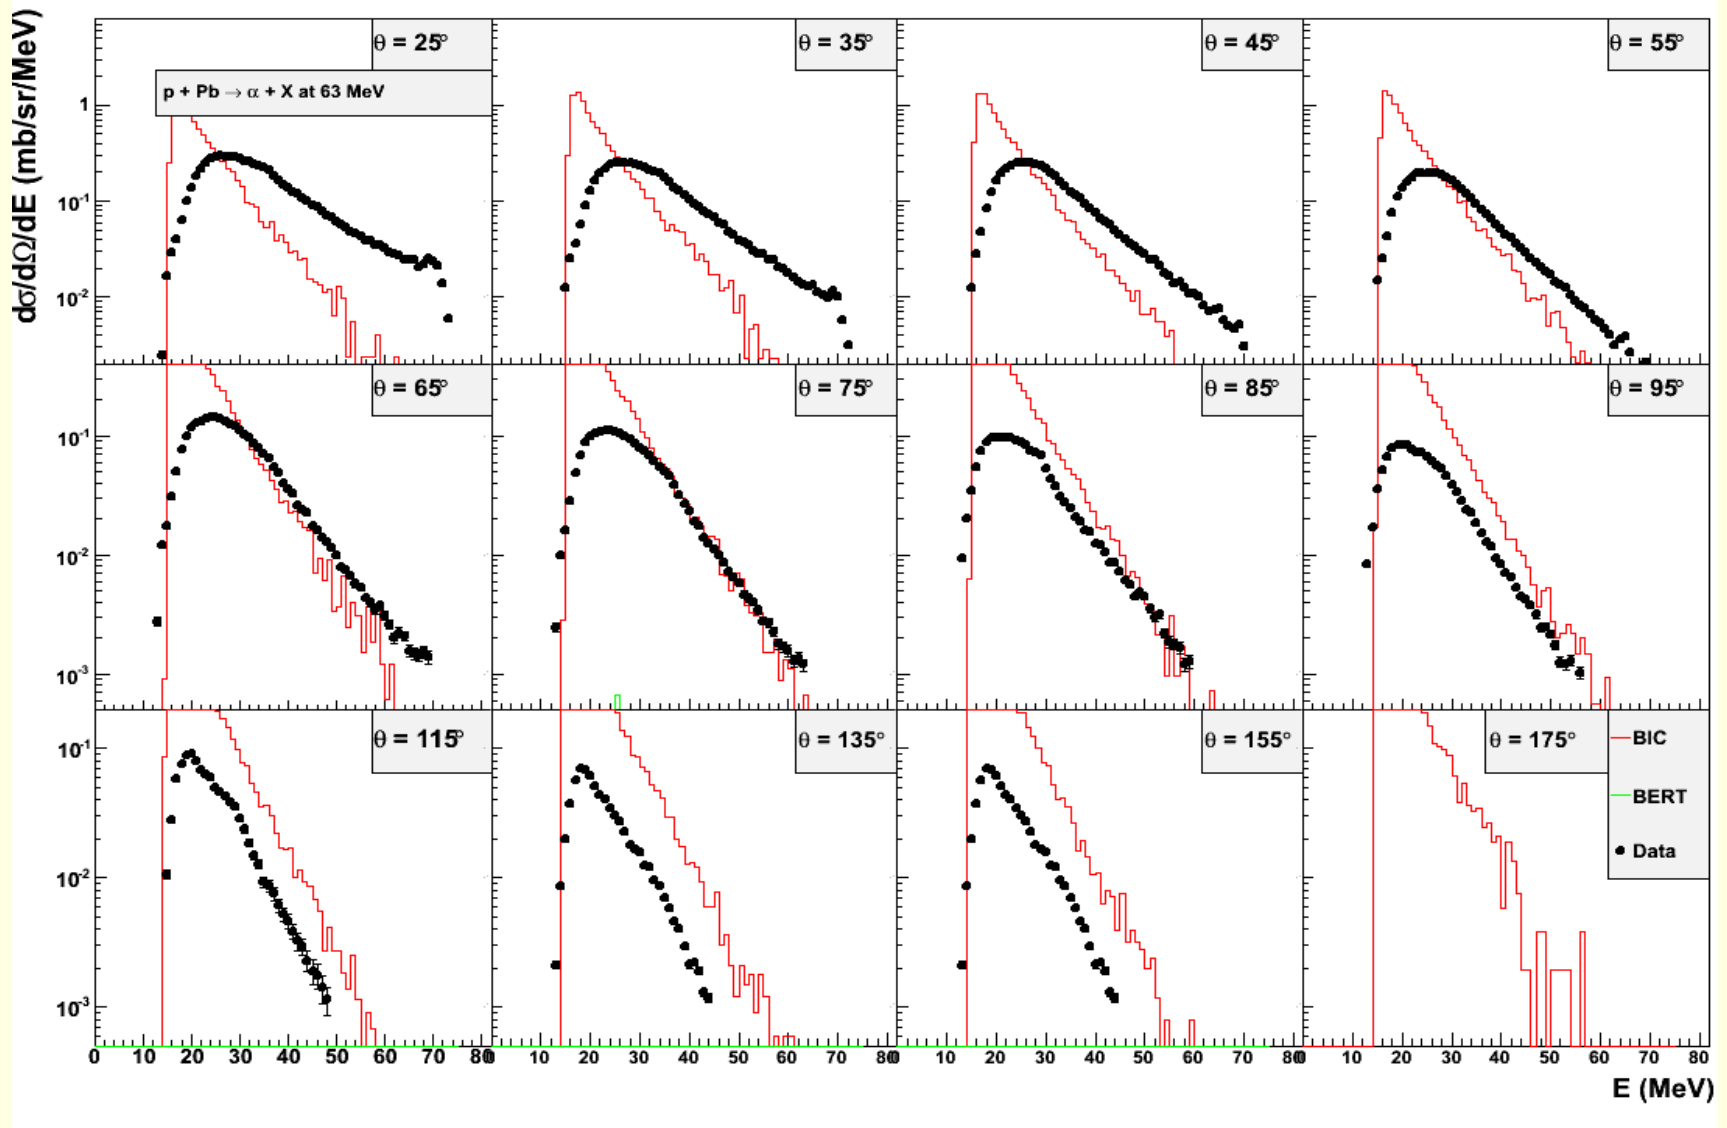 dσ/dΩ/dE (mb/sr/MeV)
θ = 25°
θ = 35°
θ = 45°
θ = 55°
p + Pb → α + X at 63 MeV
1
10⁻¹
10⁻²
θ = 65°
θ = 75°
θ = 85°
θ = 95°
10⁻¹
10⁻²
10⁻³
θ = 115°
θ = 135°
θ = 155°
θ = 175°
BIC
BERT
Data
10⁻¹
10⁻²
10⁻³
0 10 20 30 40 50 60 70 80 10 20 30 40 50 60 70 80 10 20 30 40 50 60 70 80 10 20 30 40 50 60 70 80
E (MeV)